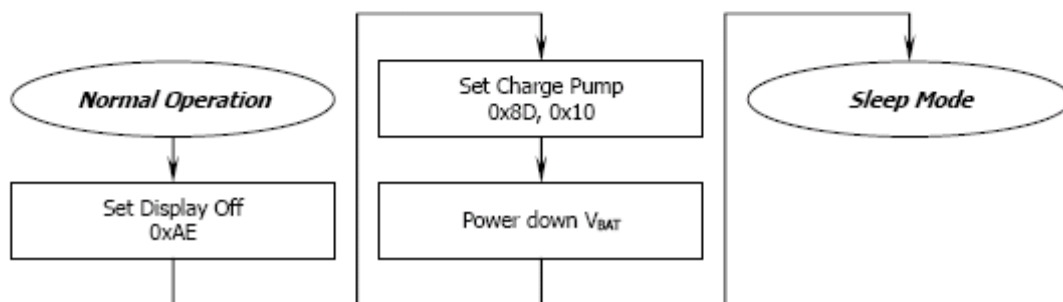 Normal Operation
Set Display Off
0xAE
Set Charge Pump
0x8D, 0x10
Power down VBAT
Sleep Mode